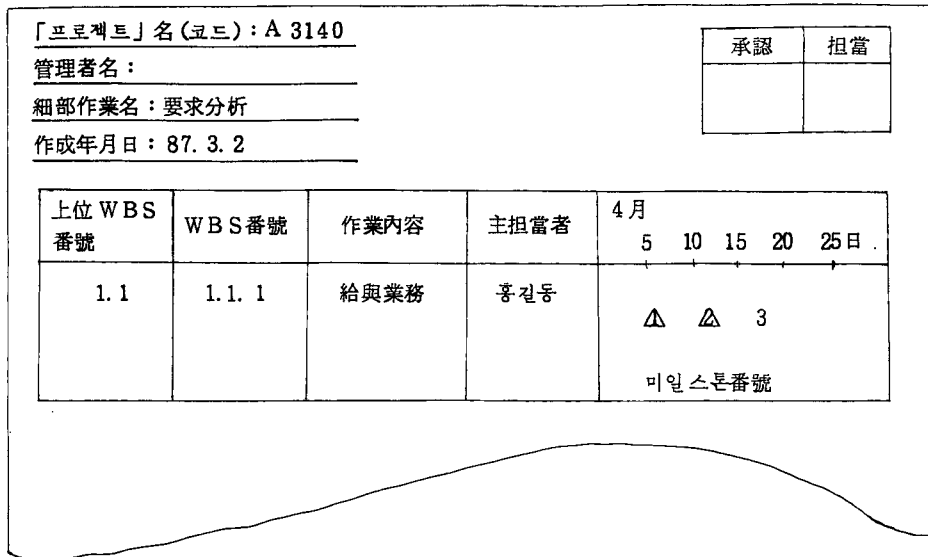 「프로젝트」名(코드):A 3140
承認 担當
管理者名:
細部作業名:要求分析
作成年月日:87. 3. 2
上位 WBS 番號
WBS番號
作業內容
主担當者
4月
5 10 15 20 25日
1. 1 1. 1. 1 給與業務 홍길동
1 2 3
미일스톤番號